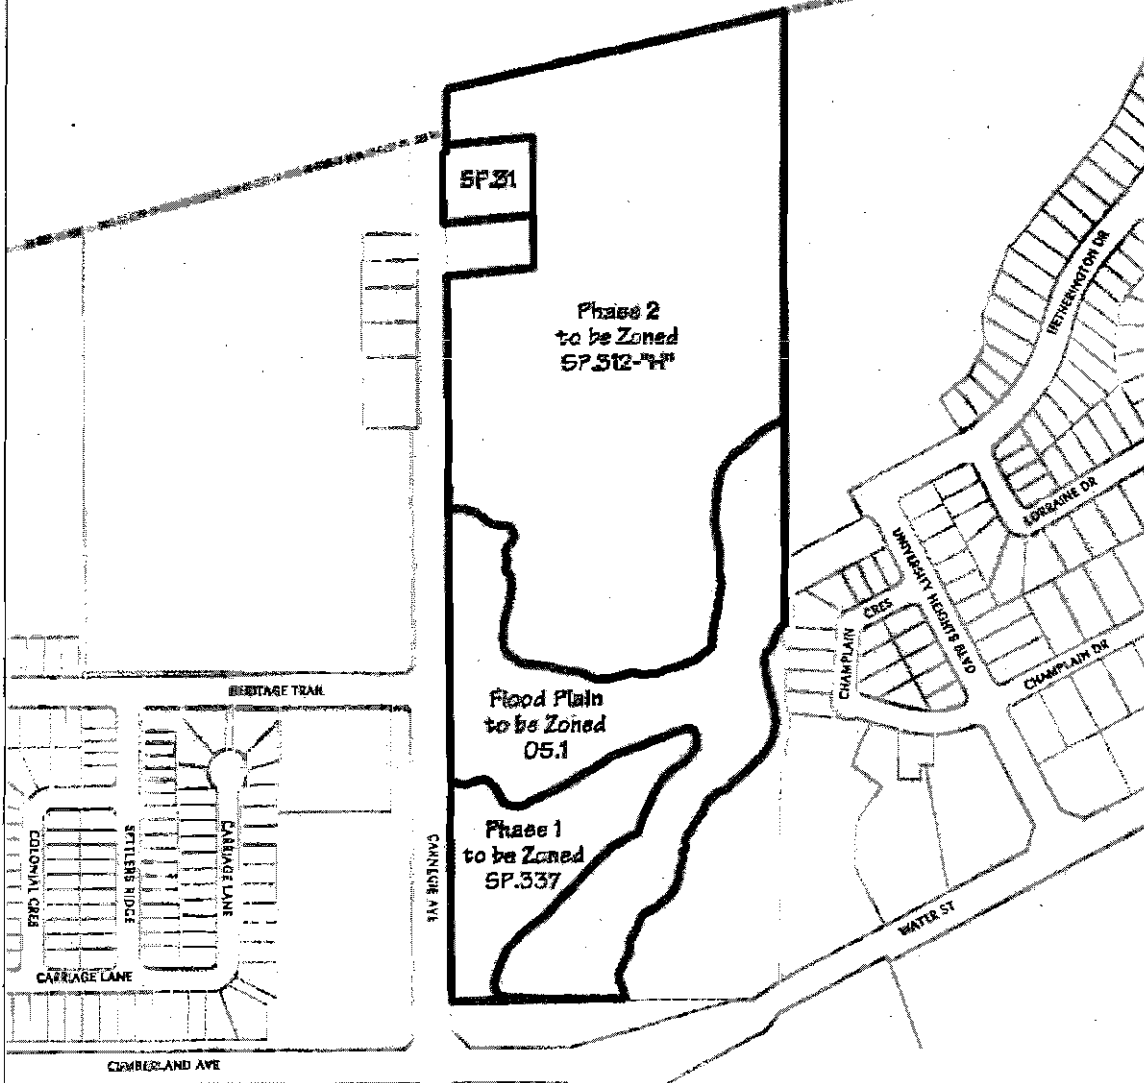 SP.31
Phase 2
to be Zoned
SP.312-"H"
HETHERINGTON DR
LORRAINE DR
UNIVERSITY HEIGHTS BLVD
CRES
CHAMPLAIN
CHAMPLAIN DR
HERITAGE TRAIL
Flood Plain
to be Zoned
OS.1
Phase 1
to be Zoned
SP.337
COLONIAL CRES
SETTLERS RIDGE
CARRIAGE LANE
CARNEGIE AVE
WATER ST
CARRIAGE LANE
CUMBERLAND AVE